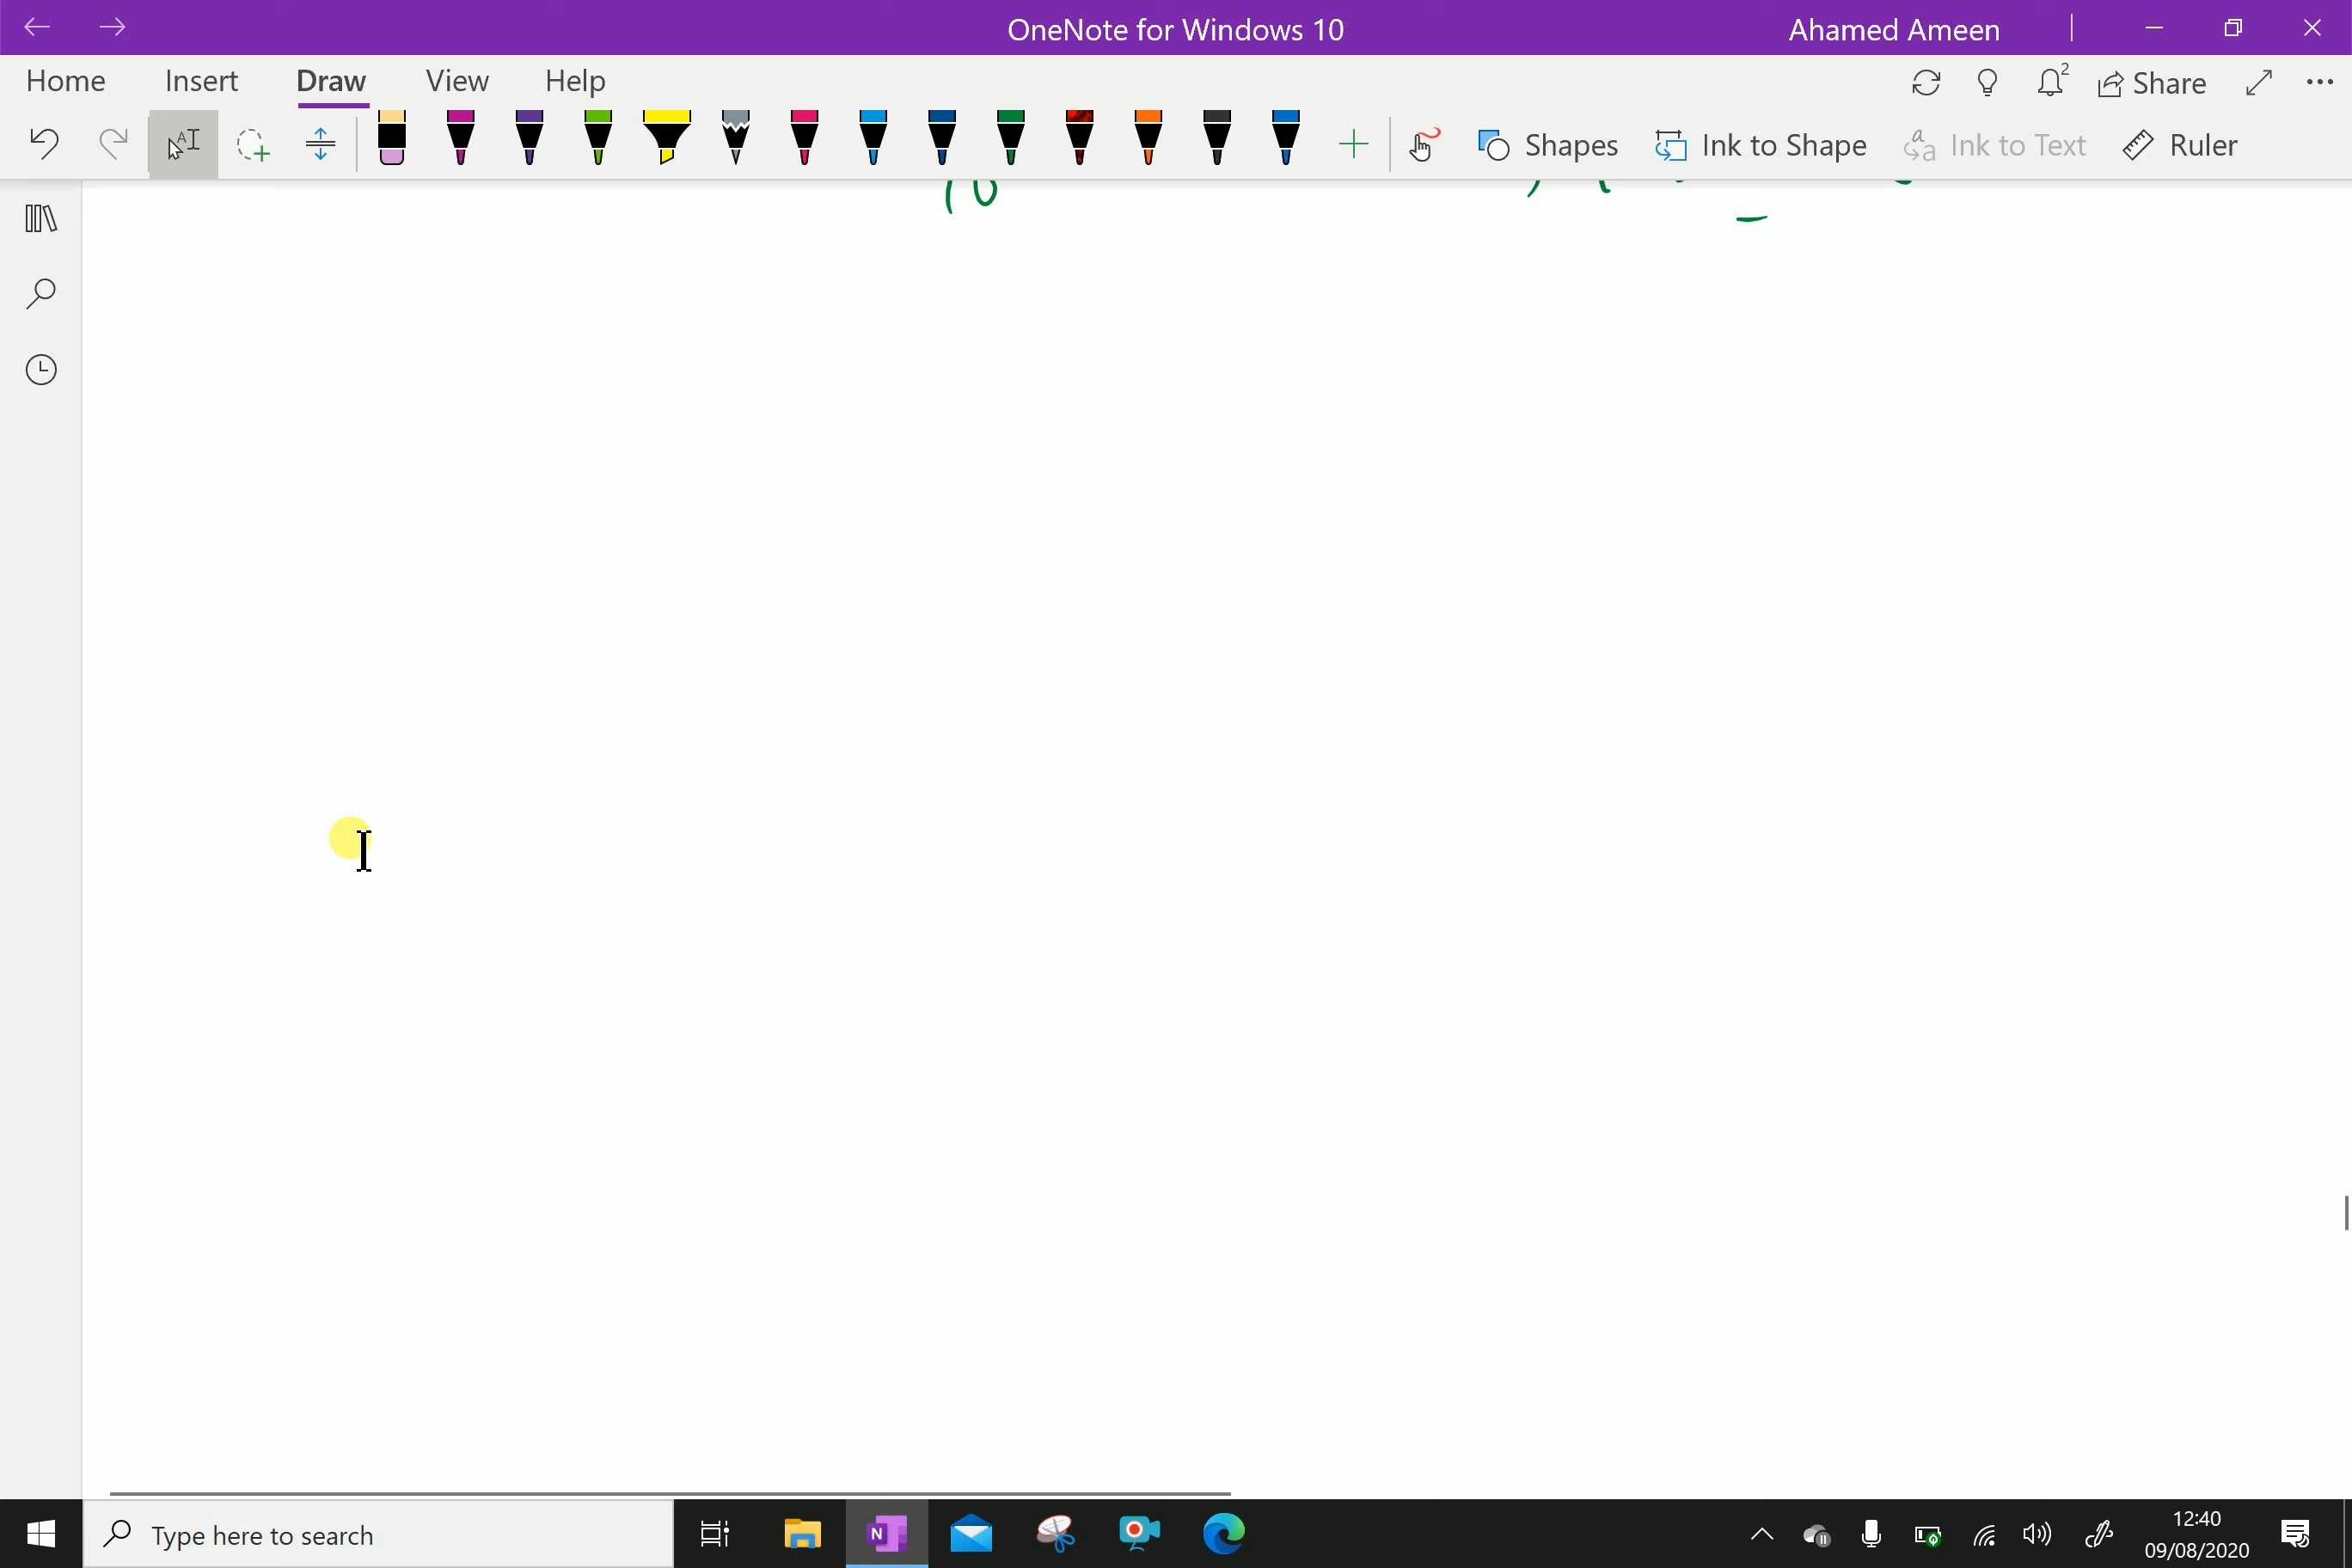 OneNote for Windows 10
Ahamed Ameen
Home Insert Draw View Help
2
Share
Shapes
Ink to Shape
Ink to Text
Ruler
Type here to search
12:40
09/08/2020